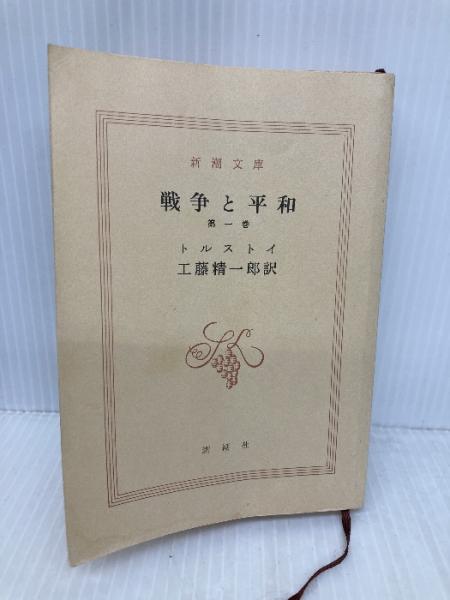 新潮文庫
戦争と平和
第一巻
トルストイ
工藤精一郎訳
新潮社